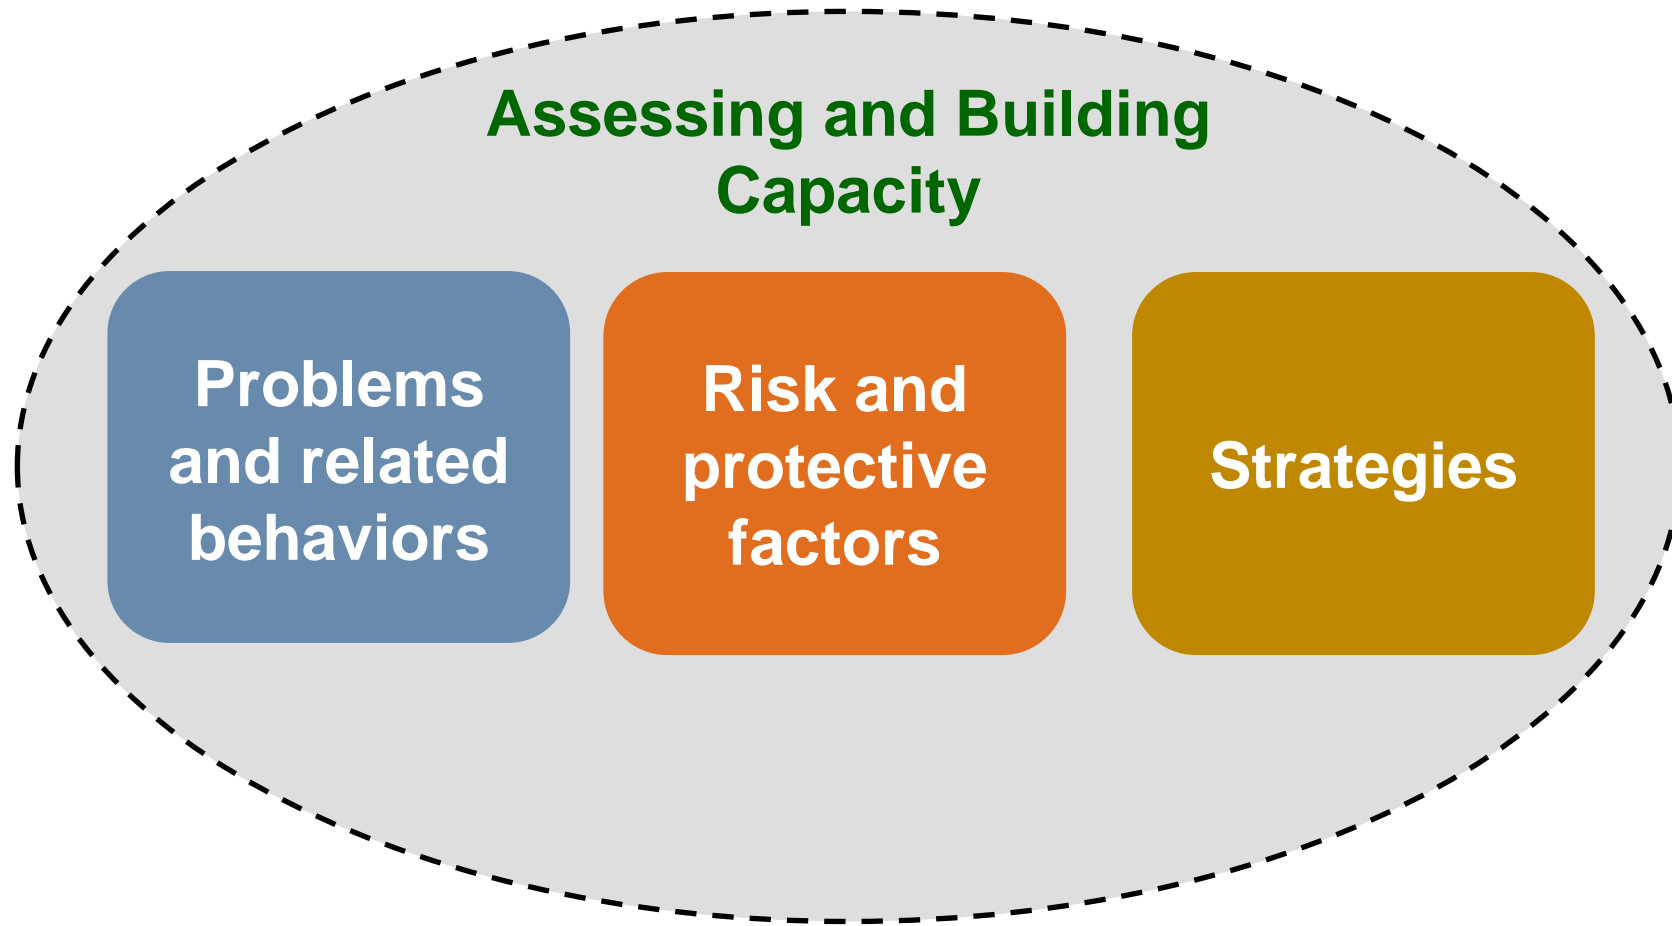 Assessing and Building
Capacity
Problems
and related
behaviors
Risk and
protective
factors
Strategies